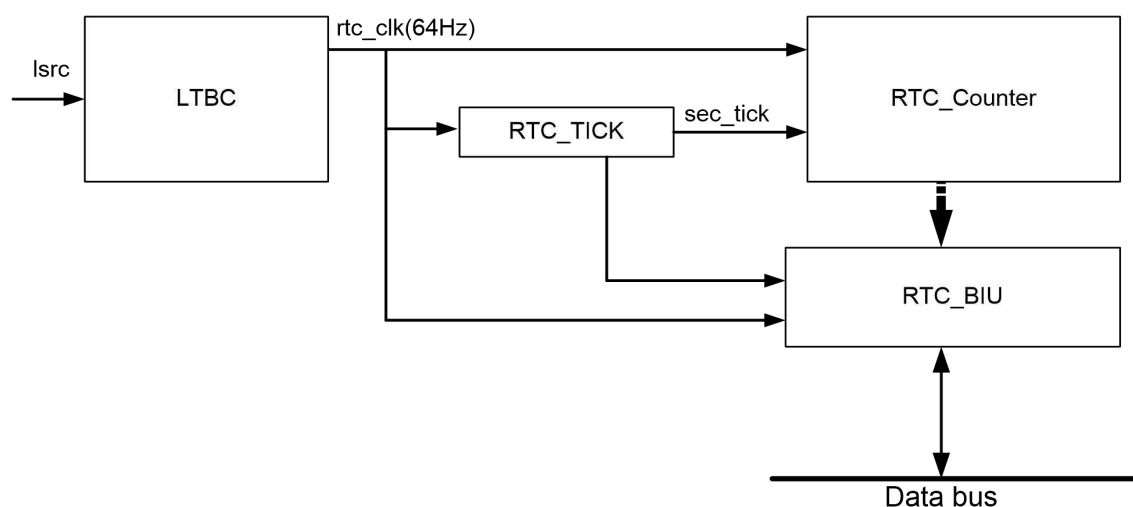 rtc_clk(64Hz)
lsrc
LTBC
RTC_Counter
RTC_TICK
sec_tick
RTC_BIU
Data bus